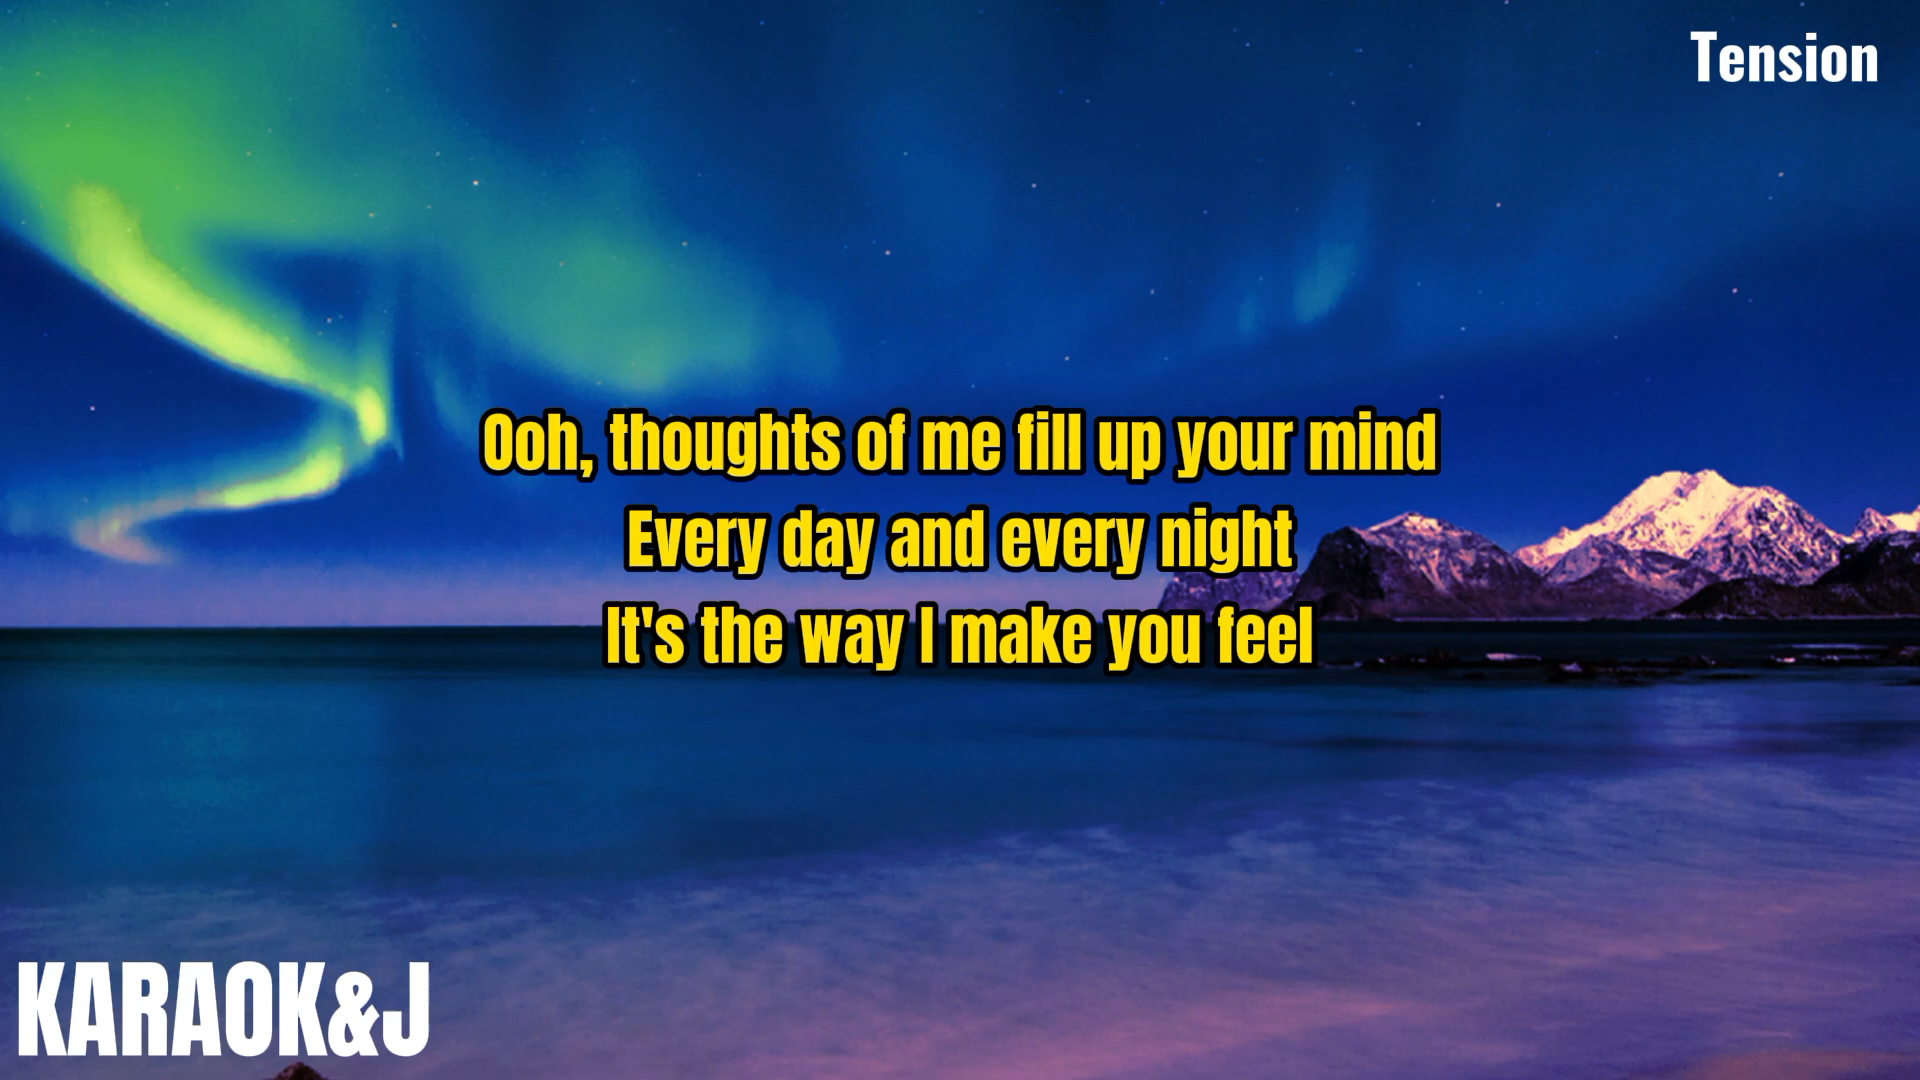 Tension
Ooh, thoughts of me fill up your mind
Every day and every night
It's the way I make you feel
KARAOK&J